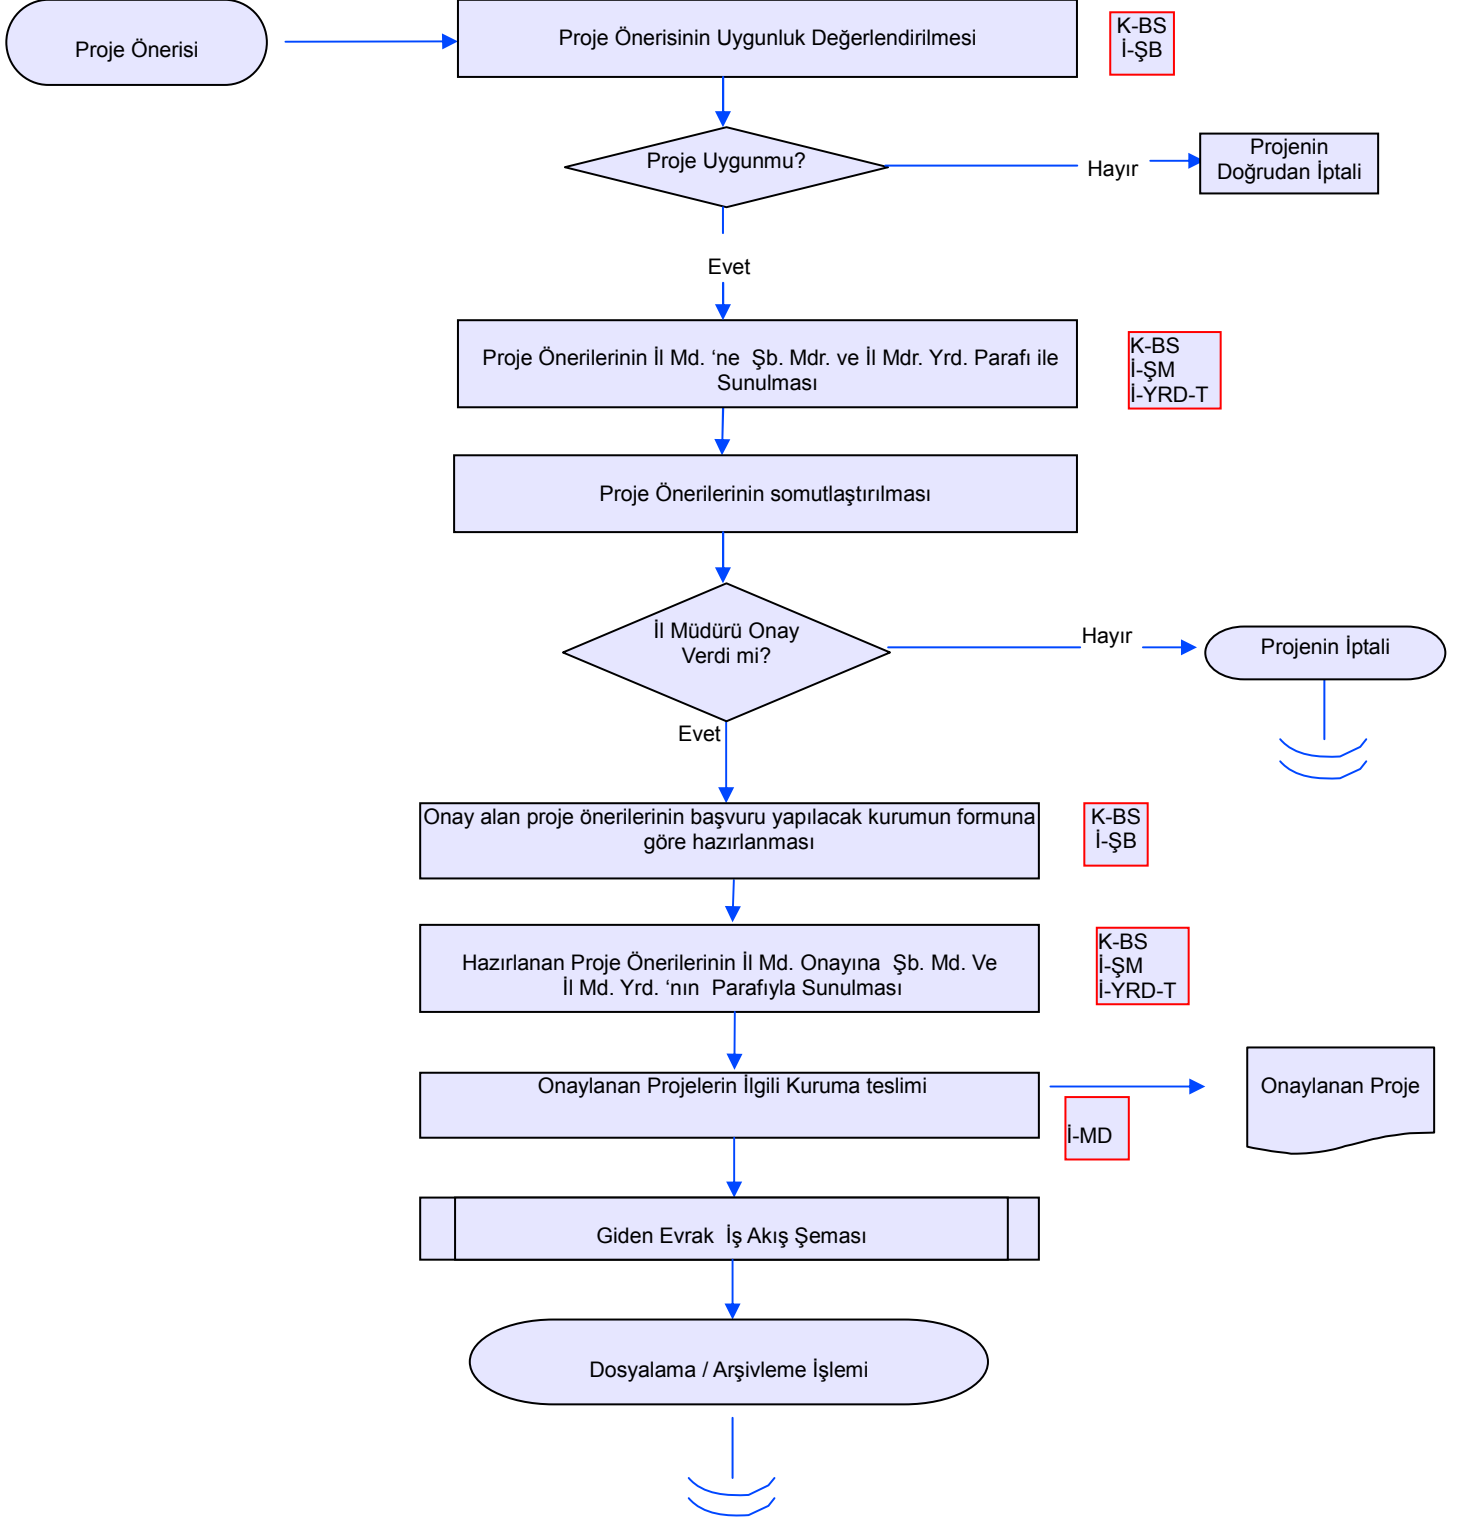 Proje Önerisi
Proje Önerisinin Uygunluk Değerlendirilmesi
K-BS
İ-ŞB
Proje Uygunmu?
Hayır
Projenin
Doğrudan İptali
Evet
Proje Önerilerinin İl Md. ‘ne Şb. Mdr. ve İl Mdr. Yrd. Parafı ile
Sunulması
K-BS
İ-ŞM
İ-YRD-T
Proje Önerilerinin somutlaştırılması
İl Müdürü Onay
Verdi mi?
Hayır
Projenin İptali
Evet
Onay alan proje önerilerinin başvuru yapılacak kurumun formuna
göre hazırlanması
K-BS
İ-ŞB
Hazırlanan Proje Önerilerinin İl Md. Onayına Şb. Md. Ve
İl Md. Yrd. ‘nın Parafıyla Sunulması
K-BS
İ-ŞM
İ-YRD-T
Onaylanan Projelerin İlgili Kuruma teslimi
İ-MD
Onaylanan Proje
Giden Evrak İş Akış Şeması
Dosyalama / Arşivleme İşlemi